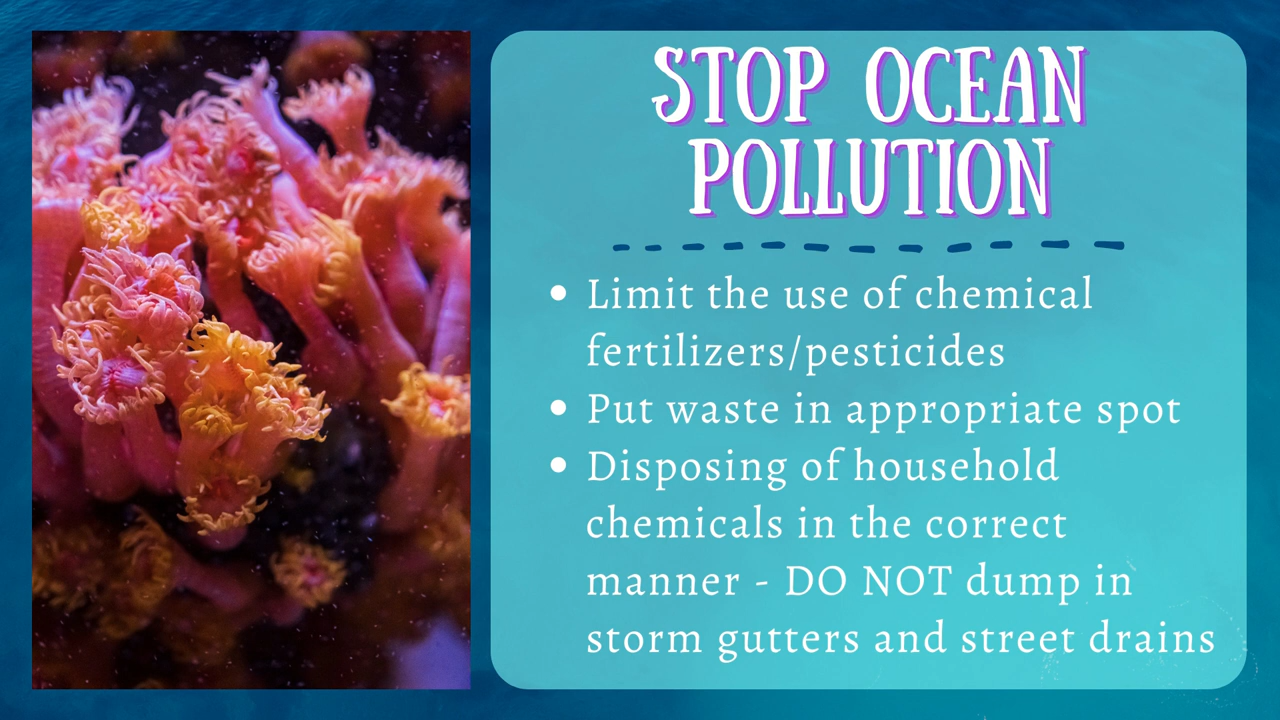 STOP OCEAN
POLLUTION
• Limit the use of chemical
fertilizers/pesticides
• Put waste in appropriate spot
• Disposing of household
chemicals in the correct
manner - DO NOT dump in
storm gutters and street drains